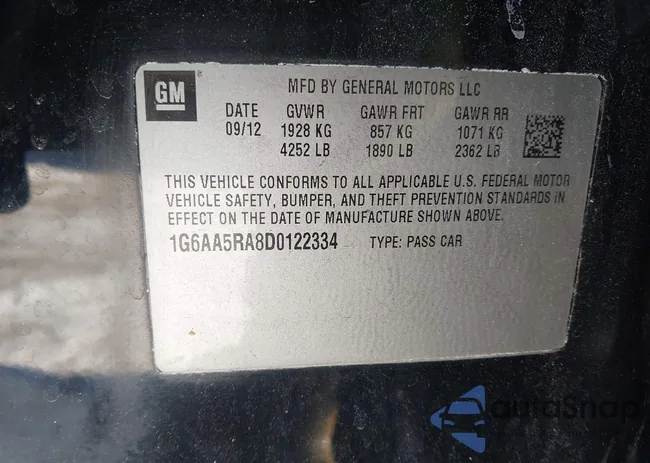 GM
MFD BY GENERAL MOTORS LLC
DATE GVWR GAWR FRT GAWR RR
09/12 1928 KG 857 KG 1071 KG
4252 LB 1890 LB 2362 LB
THIS VEHICLE CONFORMS TO ALL APPLICABLE U.S. FEDERAL MOTOR
VEHICLE SAFETY, BUMPER, AND THEFT PREVENTION STANDARDS IN
EFFECT ON THE DATE OF MANUFACTURE SHOWN ABOVE.
1G6AA5RA8D0122334 TYPE: PASS CAR
autoSnap